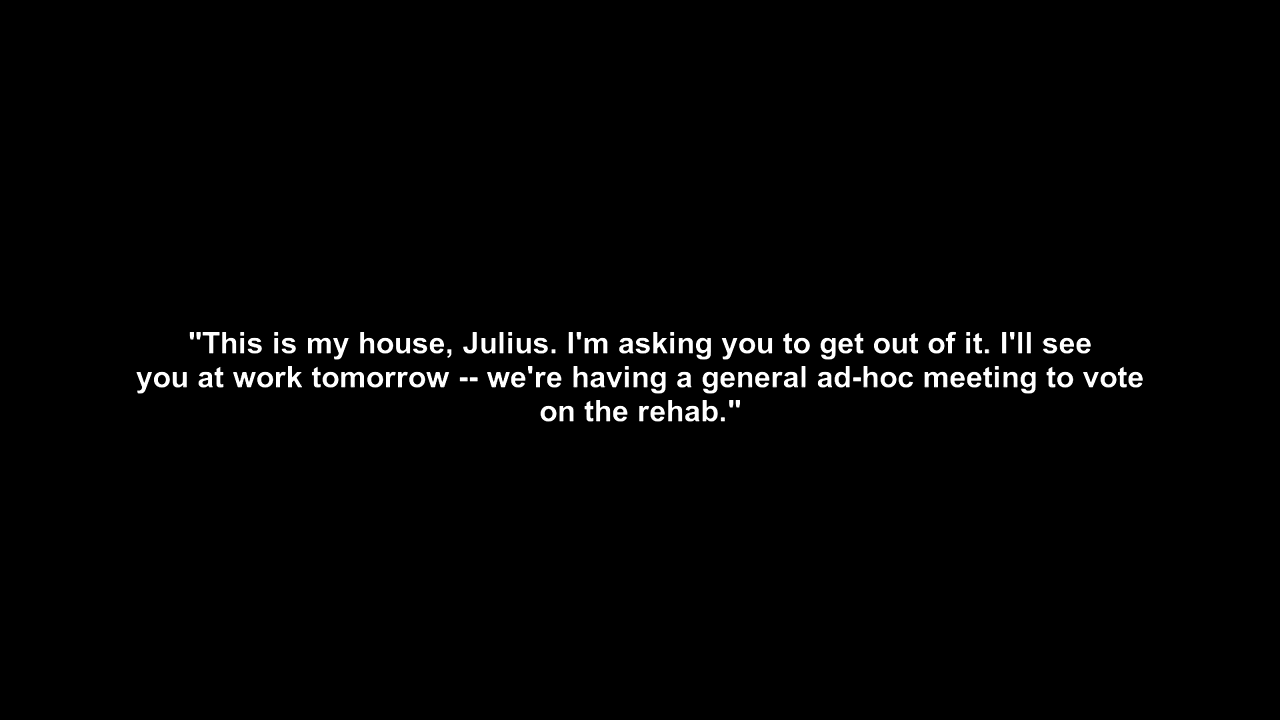 "This is my house, Julius. I'm asking you to get out of it. I'll see
you at work tomorrow -- we're having a general ad-hoc meeting to vote
on the rehab."